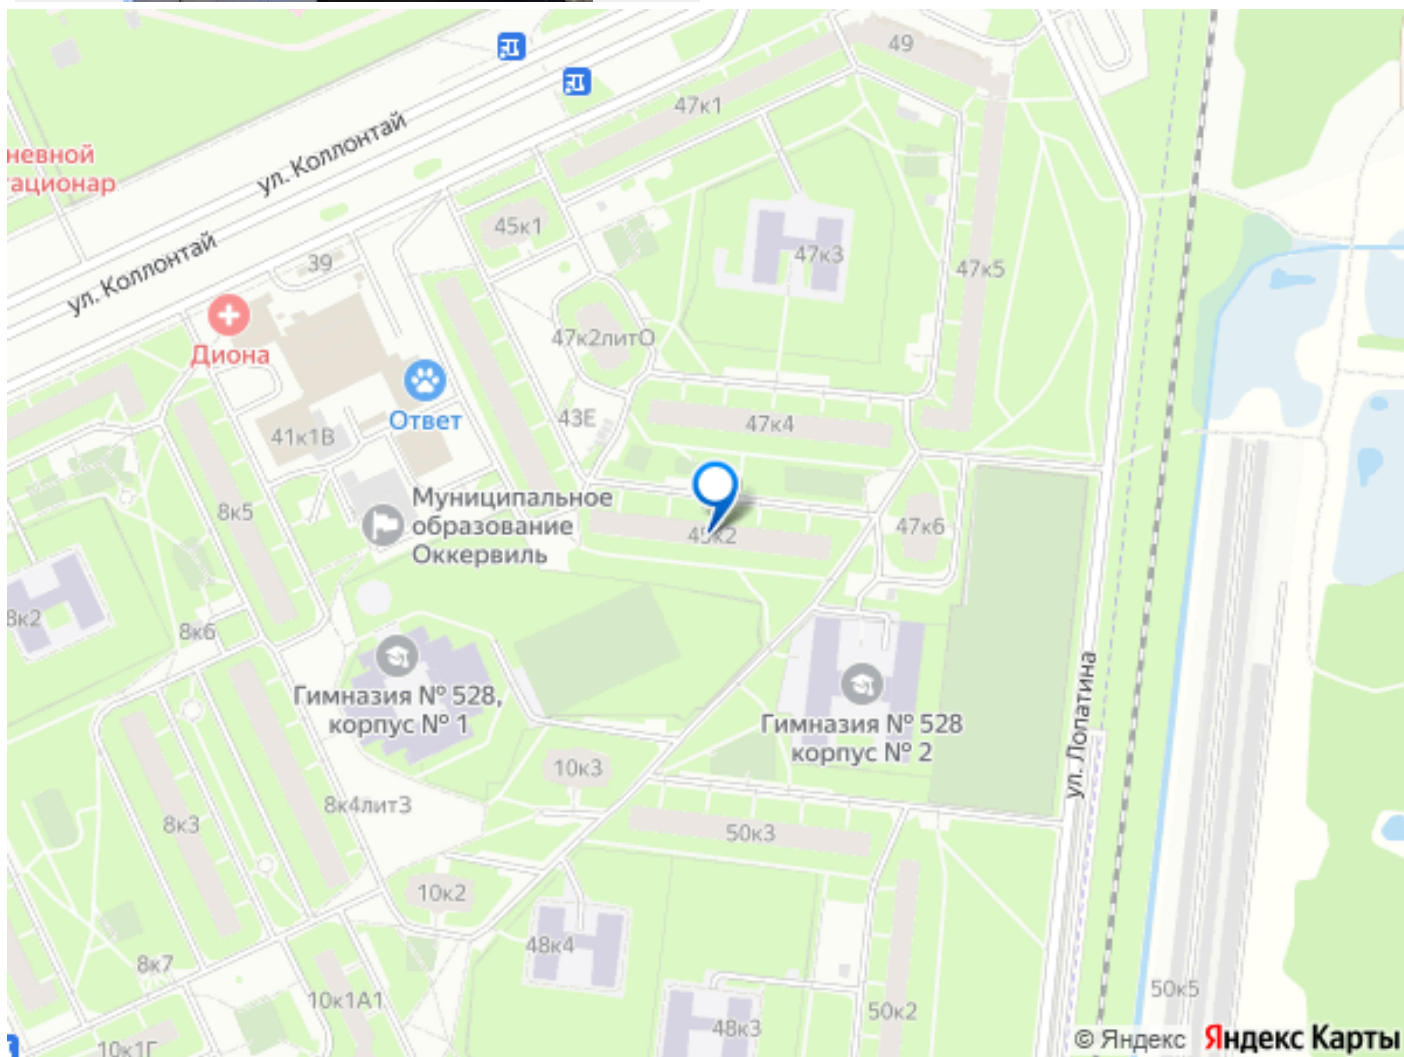 49
47к1
ул. Коллонтай
невной
ационар
45к1
ул. Коллонтай
39
47к3
47к5
47к2литО
Диона
Ответ
43Е
47к4
41к1В
8к5
Муниципальное
образование
Оккервиль
45к2
47к6
8к2
8к6
Гимназия № 528,
корпус № 1
Гимназия № 528
корпус № 2
ул. Лопатина
10к3
8к4лит3
8к3
50к3
10к2
48к4
8к7
10к1А1
50к2
50к5
48к3
10к1Г
© Яндекс Яндекс Карты